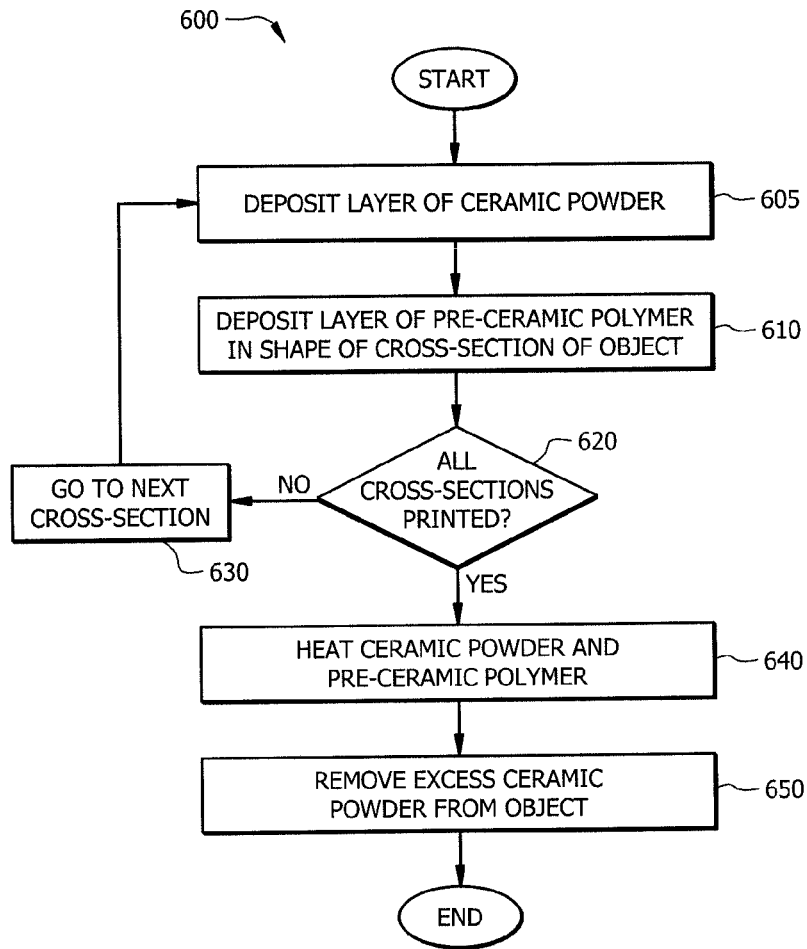 600
START
DEPOSIT LAYER OF CERAMIC POWDER
605
DEPOSIT LAYER OF PRE-CERAMIC POLYMER
IN SHAPE OF CROSS-SECTION OF OBJECT
610
620
ALL
CROSS-SECTIONS
PRINTED?
NO
GO TO NEXT
CROSS-SECTION
630
YES
HEAT CERAMIC POWDER AND
PRE-CERAMIC POLYMER
640
REMOVE EXCESS CERAMIC
POWDER FROM OBJECT
650
END